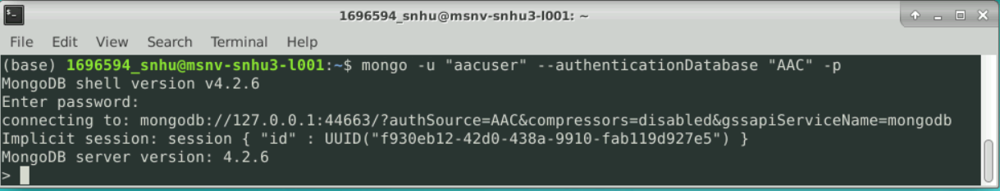 1696594_snhu@msnv-snhu3-l001: ~
File Edit View Search Terminal Help
(base) 1696594_snhu@msnv-snhu3-l001:~$ mongo -u "aacuser" --authenticationDatabase "AAC" -p
MongoDB shell version v4.2.6
Enter password:
connecting to: mongodb://127.0.0.1:44663/?authSource=AAC&compressors=disabled&gssapiServiceName=mongodb
Implicit session: session { "id" : UUID("f930eb12-42d0-438a-9910-fab119d927e5") }
MongoDB server version: 4.2.6
>